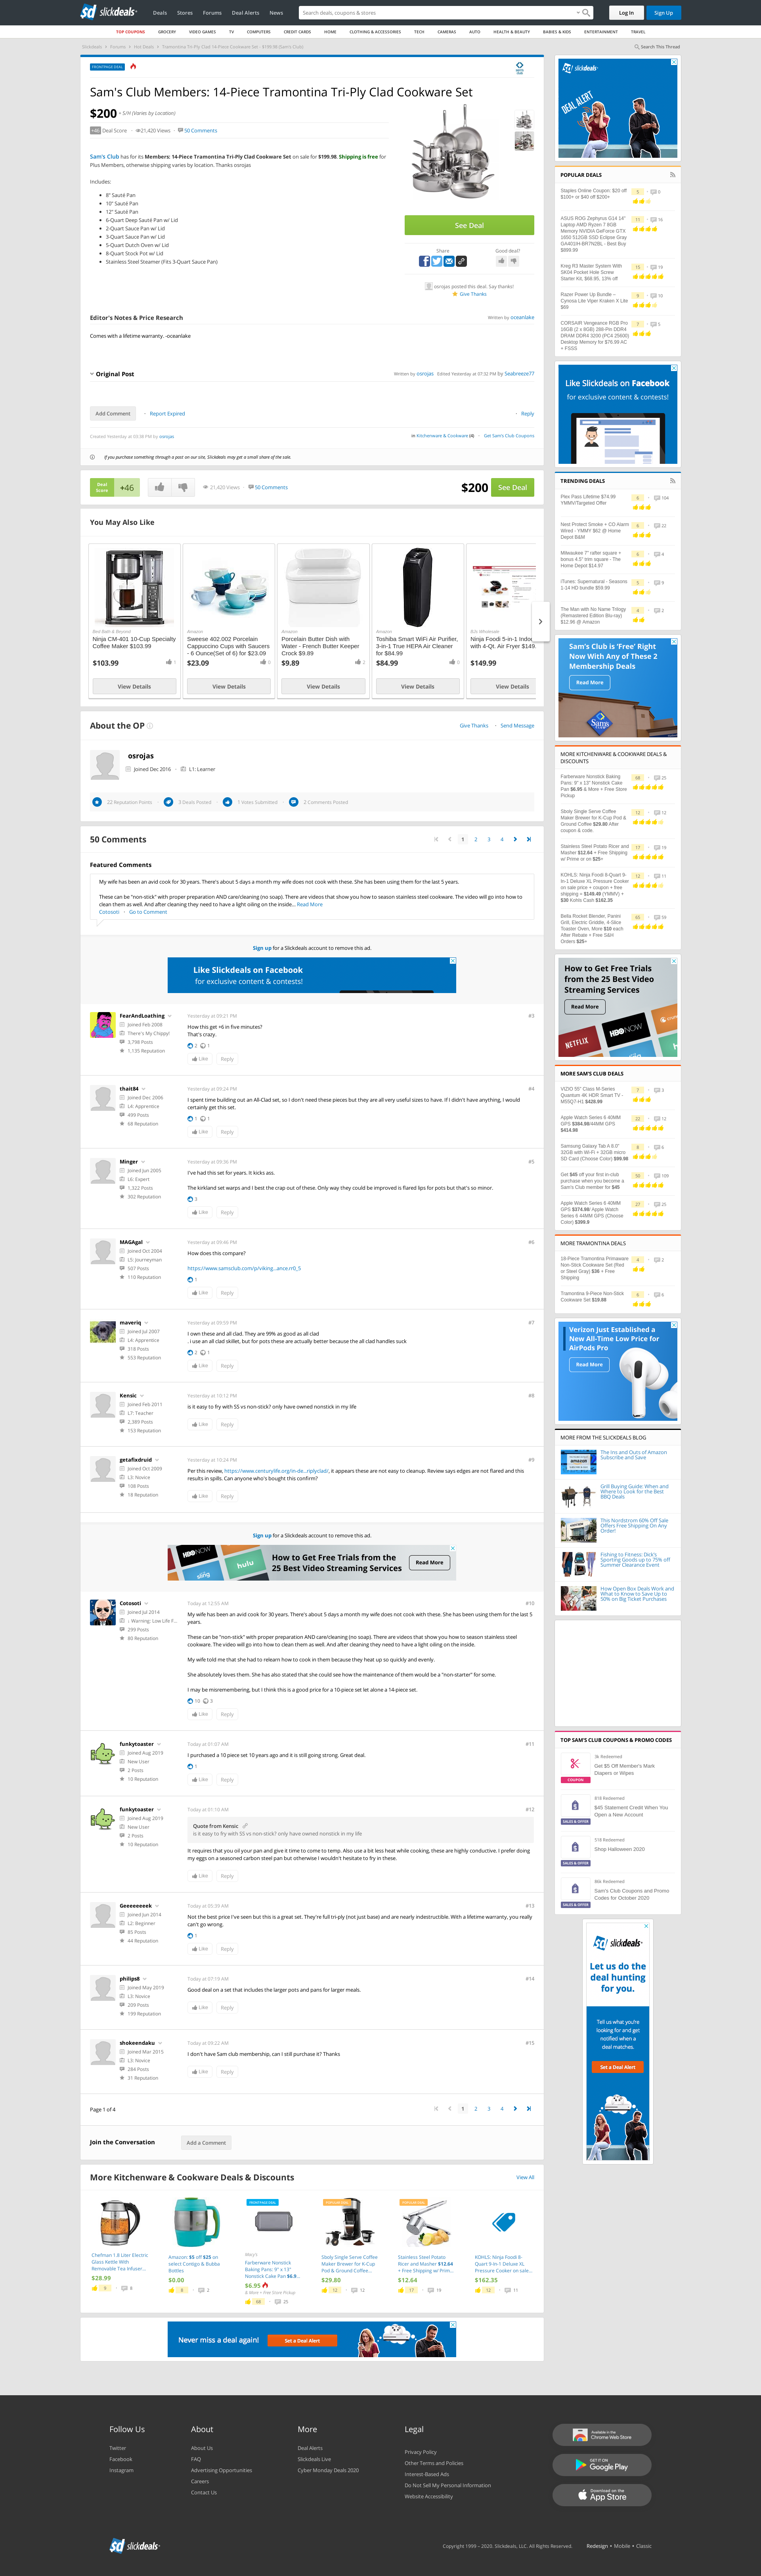 slickdeals
Deals Stores Forums Deal Alerts News
Search deals, coupons & stores
Log In Sign Up
TOP COUPONS GROCERY VIDEO GAMES TV COMPUTERS CREDIT CARDS HOME CLOTHING & ACCESSORIES TECH CAMERAS AUTO HEALTH & BEAUTY BABIES & KIDS ENTERTAINMENT TRAVEL
Search This Thread
FRONTPAGE DEAL
Sam's Club Members: 14-Piece Tramontina Tri-Ply Clad Cookware Set
$200 + S/H (Varies by Location)
+46 Deal Score 21,420 Views 50 Comments
Sam's Club has for its Members: 14-Piece Tramontina Tri-Ply Clad Cookware Set on sale for $199.98. Shipping is free for
Plus Members, otherwise shipping varies by location. Thanks osrojas
Includes:
8" Sauté Pan
10" Sauté Pan
12" Sauté Pan
6-Quart Deep Sauté Pan w/ Lid
2-Quart Sauce Pan w/ Lid
3-Quart Sauce Pan w/ Lid
5-Quart Dutch Oven w/ Lid
8-Quart Stock Pot w/ Lid
Stainless Steel Steamer (Fits 3-Quart Sauce Pan)
See Deal
Share Good deal?
osrojas posted this deal. Say thanks!
Give Thanks
Editor's Notes & Price Research Written by oceanlake
Comes with a lifetime warranty. -oceanlake
Original Post Written by osrojas Edited Yesterday at 07:32 PM by Seabreeze77
Add Comment Report Expired Reply
Created Yesterday at 03:39 PM by osrojas
in Kitchenware & Cookware (4) Get Sam's Club Coupons
If you purchase something through a post on our site, Slickdeals may get a small share of the sale.
Deal Score +46 21,420 Views 50 Comments $200 See Deal
You May Also Like
Bed Bath & Beyond
Ninja CM-401 10-Cup Specialty Coffee Maker $103.99
$103.99
View Details
Amazon
Sweese 402.002 Porcelain Cappuccino Cups with Saucers - 6 Ounce(Set of 6) for $23.09
$23.09
View Details
Amazon
Porcelain Butter Dish with Water - French Butter Keeper Crock $9.89
$9.89
View Details
Amazon
Toshiba Smart WiFi Air Purifier, 3-in-1 True HEPA Air Cleaner for $84.99
$84.99
View Details
BJs Wholesale
Ninja Foodi 5-in-1 Indoor with 4-Qt. Air Fryer $149.
$149.99
View Details
About the OP Give Thanks Send Message
osrojas
Joined Dec 2016 L1: Learner
22 Reputation Points 3 Deals Posted 1 Votes Submitted 2 Comments Posted
50 Comments 1 2 3 4
Featured Comments
My wife has been an avid cook for 30 years. There's about 5 days a month my wife does not cook with these. She has been using them for the last 5 years.
These can be "non-stick" with proper PREPARATION AND care/cleaning (no soap). There are videos that show you how to season stainless steel cookware. The video will go into how to
clean them as well. And after cleaning they need to have a light oiling on the inside... Read More
Cotosoti Go to Comment
Sign up for a Slickdeals account to remove this ad.
Like Slickdeals on Facebook
for exclusive content & contests!
FearAndLoathing Yesterday at 09:21 PM #3
Joined Feb 2008
There's My Chippy!
3,798 Posts
1,135 Reputation
How this get +6 in five minutes?
That's crazy.
2 1
Like Reply
thait84 Yesterday at 09:24 PM #4
Joined Dec 2006
L4: Apprentice
499 Posts
68 Reputation
I spent time building out an All-Clad set, so I don't need these pieces but they are all very useful sizes to have. If I didn't have anything, I would
certainly get this set.
1 1
Like Reply
Minger Yesterday at 09:36 PM #5
Joined Jun 2005
L6: Expert
1,322 Posts
302 Reputation
I've had this set for years. It kicks ass.
The kirkland set warps and I best the crap out of these. Only way they could be improved is flared lips for pots but that's so minor.
3
Like Reply
MAGAgal Yesterday at 09:46 PM #6
Joined Oct 2004
L5: Journeyman
507 Posts
110 Reputation
How does this compare?
https://www.samsclub.com/p/viking...ance.rr0_5
1
Like Reply
maveriq Yesterday at 09:59 PM #7
Joined Jul 2007
L4: Apprentice
318 Posts
553 Reputation
I own these and all clad. They are 99% as good as all clad
. i use an all clad skillet, but for pots these are actually better because the all clad handles suck
2 1
Like Reply
Kensic Yesterday at 10:12 PM #8
Joined Feb 2011
L7: Teacher
2,389 Posts
153 Reputation
is it easy to fry with SS vs non-stick? only have owned nonstick in my life
Like Reply
getafixdruid Yesterday at 10:24 PM #9
Joined Oct 2009
L3: Novice
108 Posts
18 Reputation
Per this review, https://www.centurylife.org/in-de...riplyclad/, it appears these are not easy to cleanup. Review says edges are not flared and this
results in spills. Can anyone who's bought this confirm?
Like Reply
Sign up for a Slickdeals account to remove this ad.
How to Get Free Trials from the 25 Best Video Streaming Services
Read More
Cotosoti Today at 12:55 AM #10
Joined Jul 2014
: Warning: Low Life F...
299 Posts
80 Reputation
My wife has been an avid cook for 30 years. There's about 5 days a month my wife does not cook with these. She has been using them for the last 5
years.
These can be "non-stick" with proper preparation AND care/cleaning (no soap). There are videos that show you how to season stainless steel
cookware. The video will go into how to clean them as well. And after cleaning they need to have a light oiling on the inside.
My wife told me that she had to relearn how to cook in them because they heat up so quickly and evenly.
She absolutely loves them. She has also said that she could see how the maintenance of them would be a "non-starter" for some.
I may be misremembering, but I think this is a good price for a 10-piece set let alone a 14-piece set.
10 3
Like Reply
funkytoaster Today at 01:07 AM #11
Joined Aug 2019
New User
2 Posts
10 Reputation
I purchased a 10 piece set 10 years ago and it is still going strong. Great deal.
1
Like Reply
funkytoaster Today at 01:10 AM #12
Joined Aug 2019
New User
2 Posts
10 Reputation
Quote from Kensic
is it easy to fry with SS vs non-stick? only have owned nonstick in my life
It requires that you oil your pan and give it time to come to temp. Also use a bit less heat while cooking, these are highly conductive. I prefer doing
my eggs on a seasoned carbon steel pan but otherwise I wouldn't hesitate to fry in these.
Like Reply
Geeeeeeeek Today at 05:39 AM #13
Joined Jun 2014
L2: Beginner
85 Posts
44 Reputation
Not the best price I've seen but this is a great set. They're full tri-ply (not just base) and are nearly indestructible. With a lifetime warranty, you really
can't go wrong.
1
Like Reply
philips8 Today at 07:19 AM #14
Joined May 2019
L3: Novice
209 Posts
199 Reputation
Good deal on a set that includes the larger pots and pans for larger meals.
Like Reply
shokeendaku Today at 09:22 AM #15
Joined Mar 2015
L3: Novice
284 Posts
31 Reputation
I don't have Sam club membership, can I still purchase it? Thanks
Like Reply
Page 1 of 4 1 2 3 4
Join the Conversation Add a Comment
More Kitchenware & Cookware Deals & Discounts View All
Chefman 1.8 Liter Electric Glass Kettle With Removable Tea Infuser...
$28.99
Amazon: $5 off $25 on select Contigo & Bubba Bottles
$0.00
Macy's
Farberware Nonstick Baking Pans: 9" x 13" Nonstick Cake Pan $6.9...
$6.95
& More + Free Store Pickup
Sboly Single Serve Coffee Maker Brewer for K-Cup Pod & Ground Coffee...
$29.80
Stainless Steel Potato Ricer and Masher $12.64 + Free Shipping w/ Prim...
$12.64
KOHLS: Ninja Foodi 8-Quart 9-In-1 Deluxe XL Pressure Cooker on sale...
$162.35
Never miss a deal again! Set a Deal Alert
slickdeals
DEAL ALERT
POPULAR DEALS
Staples Online Coupon: $20 off $100+ or $40 off $200+
ASUS ROG Zephyrus G14 14" Laptop AMD Ryzen 7 8GB Memory NVIDIA GeForce GTX 1650 512GB SSD Eclipse Gray GA401IH-BR7N2BL - Best Buy $899.99
Kreg R3 Master System With SK04 Pocket Hole Screw Starter Kit, $68.95, 13% off
Razer Power Up Bundle – Cynosa Lite Viper Kraken X Lite $69
CORSAIR Vengeance RGB Pro 16GB (2 x 8GB) 288-Pin DDR4 DRAM DDR4 3200 (PC4 25600) Desktop Memory for $76.99 AC + FSSS
Like Slickdeals on Facebook
for exclusive content & contests!
TRENDING DEALS
Plex Pass Lifetime $74.99 YMMV/Targeted Offer
Nest Protect Smoke + CO Alarm Wired - YMMY $62 @ Home Depot B&M
Milwaukee 7" rafter square + bonus 4.5" trim square - The Home Depot $14.97
iTunes: Supernatural - Seasons 1-14 HD bundle $59.99
The Man with No Name Trilogy (Remastered Edition Blu-ray) $12.96 @ Amazon
Sam's Club is 'Free' Right Now With Any of These 2 Membership Deals
Read More
MORE KITCHENWARE & COOKWARE DEALS & DISCOUNTS
Farberware Nonstick Baking Pans: 9" x 13" Nonstick Cake Pan $6.95 & More + Free Store Pickup
Sboly Single Serve Coffee Maker Brewer for K-Cup Pod & Ground Coffee $29.80 After coupon & code.
Stainless Steel Potato Ricer and Masher $12.64 + Free Shipping w/ Prime or on $25+
KOHLS: Ninja Foodi 8-Quart 9-In-1 Deluxe XL Pressure Cooker on sale price + coupon + free shipping = $149.49 (YMMV) + $30 Kohls Cash $162.35
Bella Rocket Blender, Panini Grill, Electric Griddle, 4-Slice Toaster Oven, More $10 each After Rebate + Free S&H Orders $25+
How to Get Free Trials from the 25 Best Video Streaming Services
Read More
MORE SAM'S CLUB DEALS
VIZIO 55" Class M-Series Quantum 4K HDR Smart TV - M55Q7-H1 $428.99
Apple Watch Series 6 40MM GPS $384.98/44MM GPS $414.98
Samsung Galaxy Tab A 8.0" 32GB with Wi-Fi + 32GB micro SD Card (Choose Color) $99.98
Get $45 off your first in-club purchase when you become a Sam's Club member for $45
Apple Watch Series 6 40MM GPS $374.98/ Apple Watch Series 6 44MM GPS (Choose Color) $399.9
MORE TRAMONTINA DEALS
18-Piece Tramontina Primaware Non-Stick Cookware Set (Red or Steel Gray) $36 + Free Shipping
Tramontina 9-Piece Non-Stick Cookware Set $19.88
Verizon Just Established a New All-Time Low Price for AirPods Pro
Read More
MORE FROM THE SLICKDEALS BLOG
The Ins and Outs of Amazon Subscribe and Save
Grill Buying Guide: When and Where to Look for the Best BBQ Deals
This Nordstrom 60% Off Sale Offers Free Shipping On Any Order!
Fishing to Fitness: Dick's Sporting Goods up to 75% off Summer Clearance Event
How Open Box Deals Work and What to Know to Save Up to 50% on Big Ticket Purchases
TOP SAM'S CLUB COUPONS & PROMO CODES
3k Redeemed
Get $5 Off Member's Mark Diapers or Wipes
COUPON
818 Redeemed
$45 Statement Credit When You Open a New Account
SALES & OFFER
518 Redeemed
Shop Halloween 2020
SALES & OFFER
86k Redeemed
Sam's Club Coupons and Promo Codes for October 2020
SALES & OFFER
slickdeals
Let us do the deal hunting for you.
Tell us what you're looking for and get notified when a deal matches.
Set a Deal Alert
Follow Us About More Legal
Twitter
Facebook
Instagram
About Us
FAQ
Advertising Opportunities
Careers
Contact Us
Deal Alerts
Slickdeals Live
Cyber Monday Deals 2020
Privacy Policy
Other Terms and Policies
Interest-Based Ads
Do Not Sell My Personal Information
Website Accessibility
Available in the Chrome Web Store
GET IT ON Google Play
Download on the App Store
slickdeals
Copyright 1999 – 2020. Slickdeals, LLC. All Rights Reserved. Redesign • Mobile • Classic